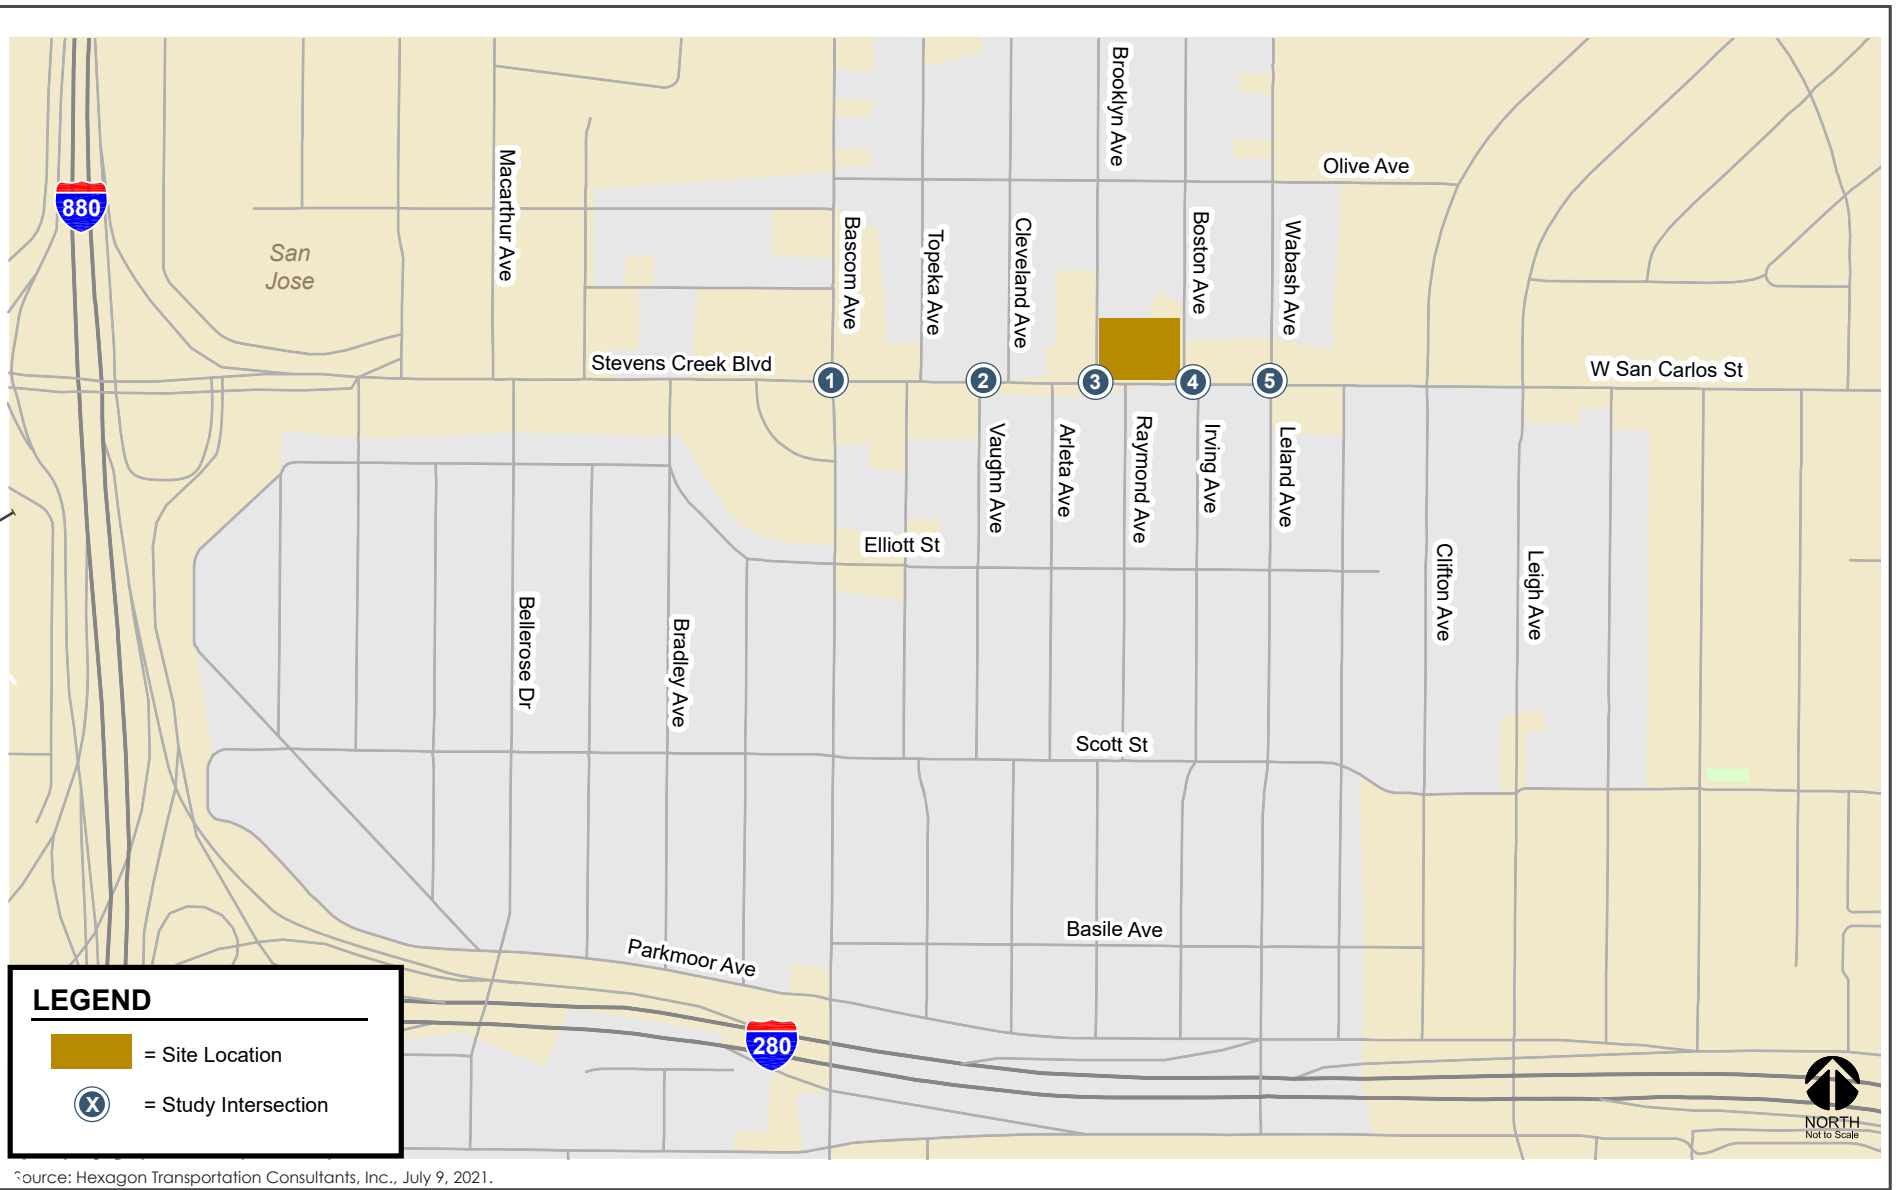 Brooklyn Ave
Olive Ave
Macarthur Ave
880
Bascom Ave
Topeka Ave
Cleveland Ave
Boston Ave
Wabash Ave
San
Jose
Stevens Creek Blvd
W San Carlos St
1
2
3
4
5
Vaughn Ave
Arleta Ave
Raymond Ave
Irving Ave
Leland Ave
Elliott St
Clifton Ave
Leigh Ave
Bellerose Dr
Bradley Ave
Scott St
Basile Ave
Parkmoor Ave
280
LEGEND
= Site Location
X
= Study Intersection
NORTH
Not to Scale
Source: Hexagon Transportation Consultants, Inc., July 9, 2021.